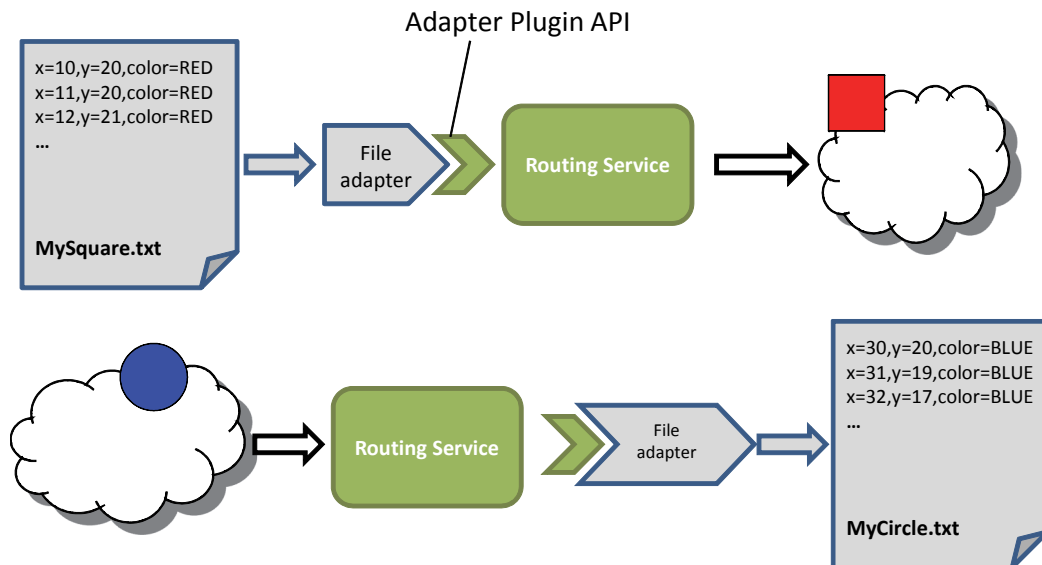 Adapter Plugin API
x=10,y=20,color=RED
x=11,y=20,color=RED
x=12,y=21,color=RED
…
MySquare.txt
File
adapter
Routing Service
Routing Service
File
adapter
x=30,y=20,color=BLUE
x=31,y=19,color=BLUE
x=32,y=17,color=BLUE
…
MyCircle.txt